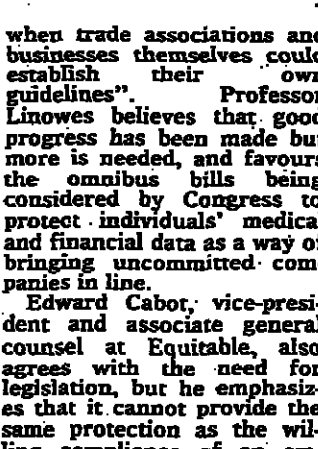 when trade associations and
businesses themselves could
establish their own
guidelines”. Professor
Linowes believes that good
progress has been made but
more is needed, and favours
the omnibus bills being
considered by Congress to
protect individuals' medical
and financial data as a way of
bringing uncommitted com-
panies in line.
Edward Cabot, vice-presi-
dent and associate general
counsel at Equitable, also
agrees with the need for
legislation, but he emphasiz-
es that it cannot provide the
same protection as the wil-